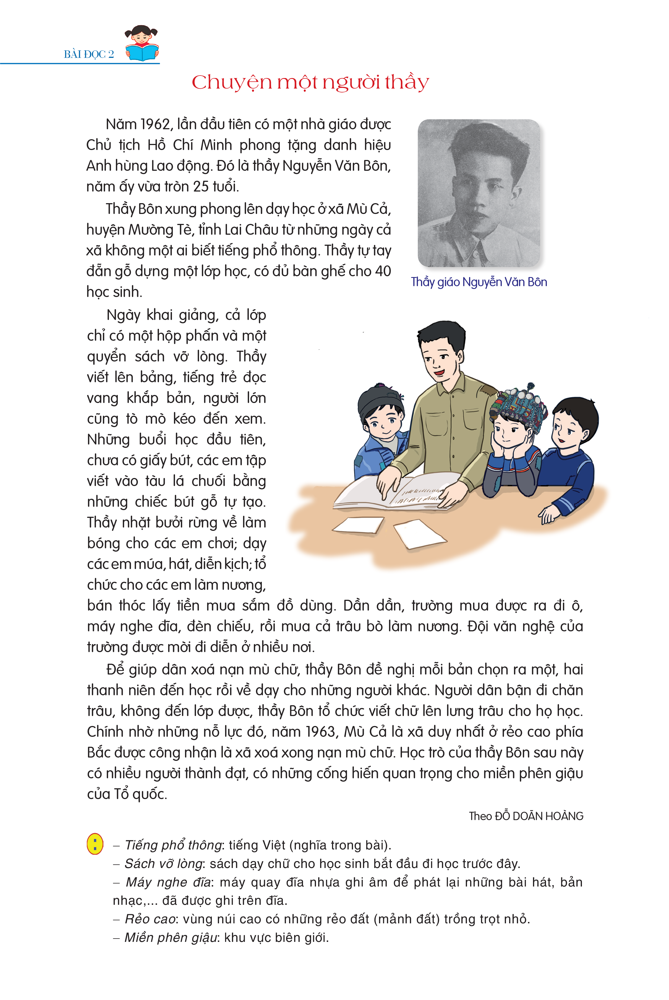 BÀI ĐỌC 2
Chuyện một người thầy
Năm 1962, lần đầu tiên có một nhà giáo được
Chủ tịch Hồ Chí Minh phong tặng danh hiệu
Anh hùng Lao động. Đó là thầy Nguyễn Văn Bôn,
năm ấy vừa tròn 25 tuổi.
Thầy Bôn xung phong lên dạy học ở xã Mù Cả,
huyện Mường Tè, tỉnh Lai Châu từ những ngày cả
xã không một ai biết tiếng phổ thông. Thầy tự tay
đẵn gỗ dựng một lớp học, có đủ bàn ghế cho 40
học sinh.
Thầy giáo Nguyễn Văn Bôn
Ngày khai giảng, cả lớp
chỉ có một hộp phấn và một
quyển sách vỡ lòng. Thầy
viết lên bảng, tiếng trẻ đọc
vang khắp bản, người lớn
cũng tò mò kéo đến xem.
Những buổi học đầu tiên,
chưa có giấy bút, các em tập
viết vào tàu lá chuối bằng
những chiếc bút gỗ tự tạo.
Thầy nhặt bưởi rừng về làm
bóng cho các em chơi; dạy
các em múa, hát, diễn kịch; tổ
chức cho các em làm nương,
bán thóc lấy tiền mua sắm đồ dùng. Dần dần, trường mua được ra đi ô,
máy nghe đĩa, đèn chiếu, rồi mua cả trâu bò làm nương. Đội văn nghệ của
trường được mời đi diễn ở nhiều nơi.
Để giúp dân xoá nạn mù chữ, thầy Bôn đề nghị mỗi bản chọn ra một, hai
thanh niên đến học rồi về dạy cho những người khác. Người dân bận đi chăn
trâu, không đến lớp được, thầy Bôn tổ chức viết chữ lên lưng trâu cho họ học.
Chính nhờ những nỗ lực đó, năm 1963, Mù Cả là xã duy nhất ở rẻo cao phía
Bắc được công nhận là xã xoá xong nạn mù chữ. Học trò của thầy Bôn sau này
có nhiều người thành đạt, có những cống hiến quan trọng cho miền phên giậu
của Tổ quốc.
Theo ĐỖ DOÃN HOÀNG
– Tiếng phổ thông: tiếng Việt (nghĩa trong bài).
– Sách vỡ lòng: sách dạy chữ cho học sinh bắt đầu đi học trước đây.
– Máy nghe đĩa: máy quay đĩa nhựa ghi âm để phát lại những bài hát, bản
nhạc,... đã được ghi trên đĩa.
– Rẻo cao: vùng núi cao có những rẻo đất (mảnh đất) trồng trọt nhỏ.
– Miền phên giậu: khu vực biên giới.